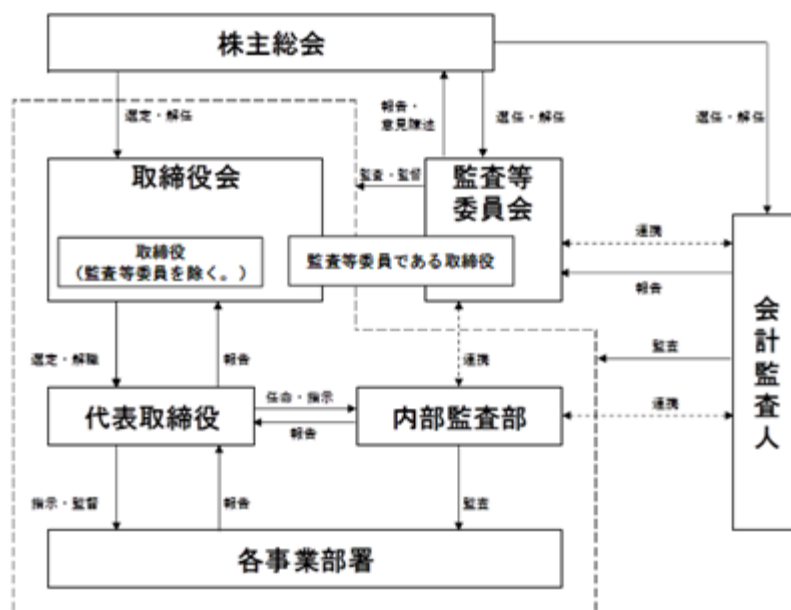 株主総会
選定・解任
報告・
意見陳述
選任・解任
選任・解任
取締役会
監査・監督
監査等
委員会
取締役
(監査等委員を除く。)
監査等委員である取締役
連携
報告
会計監査人
選定・解職
報告
連携
監査
代表取締役
任命・指示
報告
内部監査部
連携
指示・監督
報告
監査
各事業部署